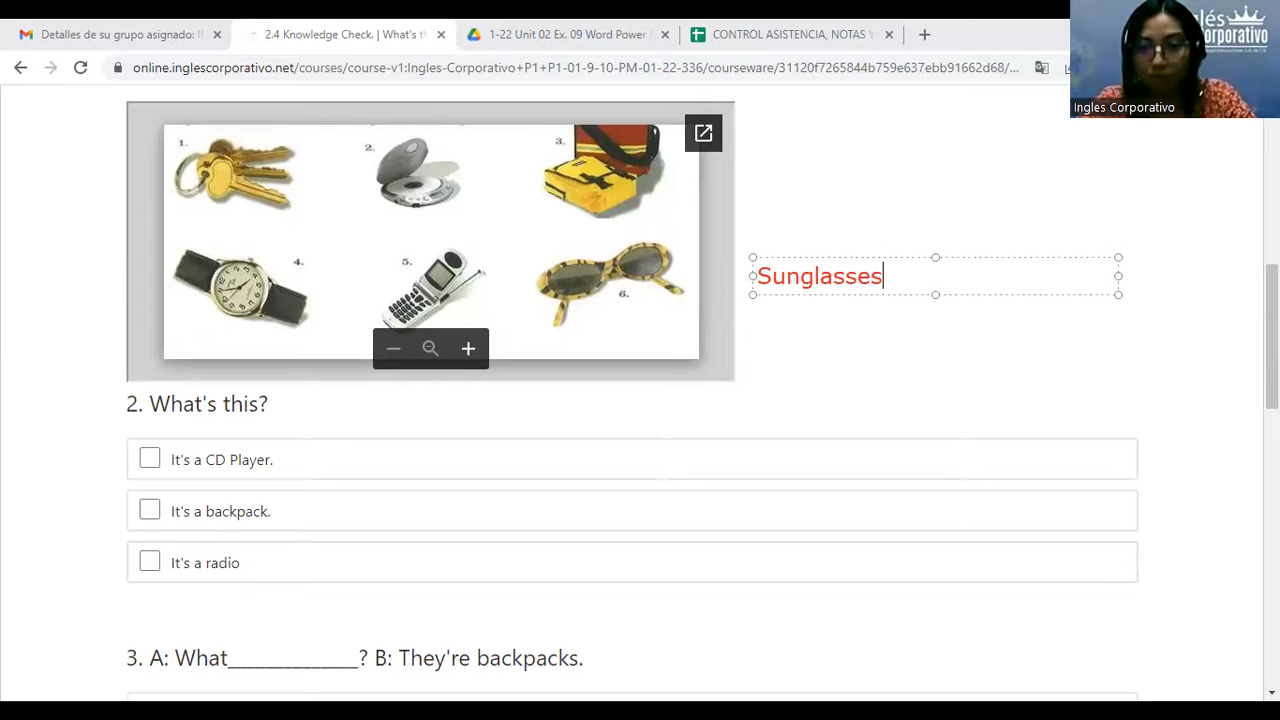 Detalles de su grupo asignado: I
2.4 Knowledge Check. | What's th
1-22 Unit 02 Ex. 09 Word Power
CONTROL ASISTENCIA, NOTAS Y
online.inglescorporativo.net/courses/course-v1:Ingles-Corporativo+P1+P1-01-9-10-PM-01-22-336/courseware/31120f7265844b759e637ebb91662d68/...
Inglés
Corporativo
Ingles Corporativo
1.
2.
3.
4.
5.
6.
Sunglasses
2. What's this?
It's a CD Player.
It's a backpack.
It's a radio
3. A: What_____________? B: They're backpacks.